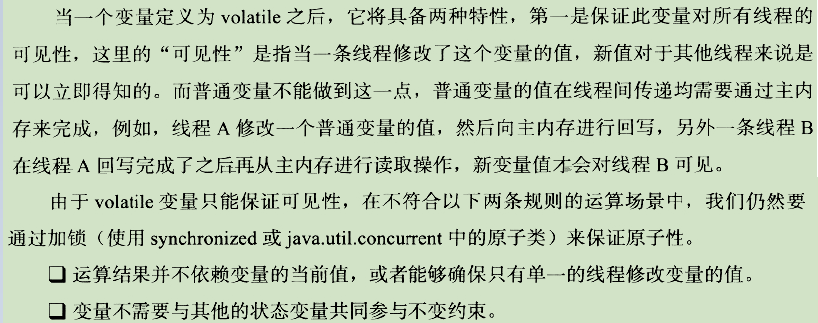 当一个变量定义为 volatile 之后，它将具备两种特性，第一是保证此变量对所有线程的
可见性，这里的“可见性”是指当一条线程修改了这个变量的值，新值对于其他线程来说是
可以立即得知的。而普通变量不能做到这一点，普通变量的值在线程间传递均需要通过主内
存来完成，例如，线程 A 修改一个普通变量的值，然后向主内存进行回写，另外一条线程 B
在线程 A 回写完成了之后再从主内存进行读取操作，新变量值才会对线程 B 可见。
由于 volatile 变量只能保证可见性，在不符合以下两条规则的运算场景中，我们仍然要
通过加锁（使用 synchronized 或 java.util.concurrent 中的原子类）来保证原子性。
❑ 运算结果并不依赖变量的当前值，或者能够确保只有单一的线程修改变量的值。
❑ 变量不需要与其他的状态变量共同参与不变约束。